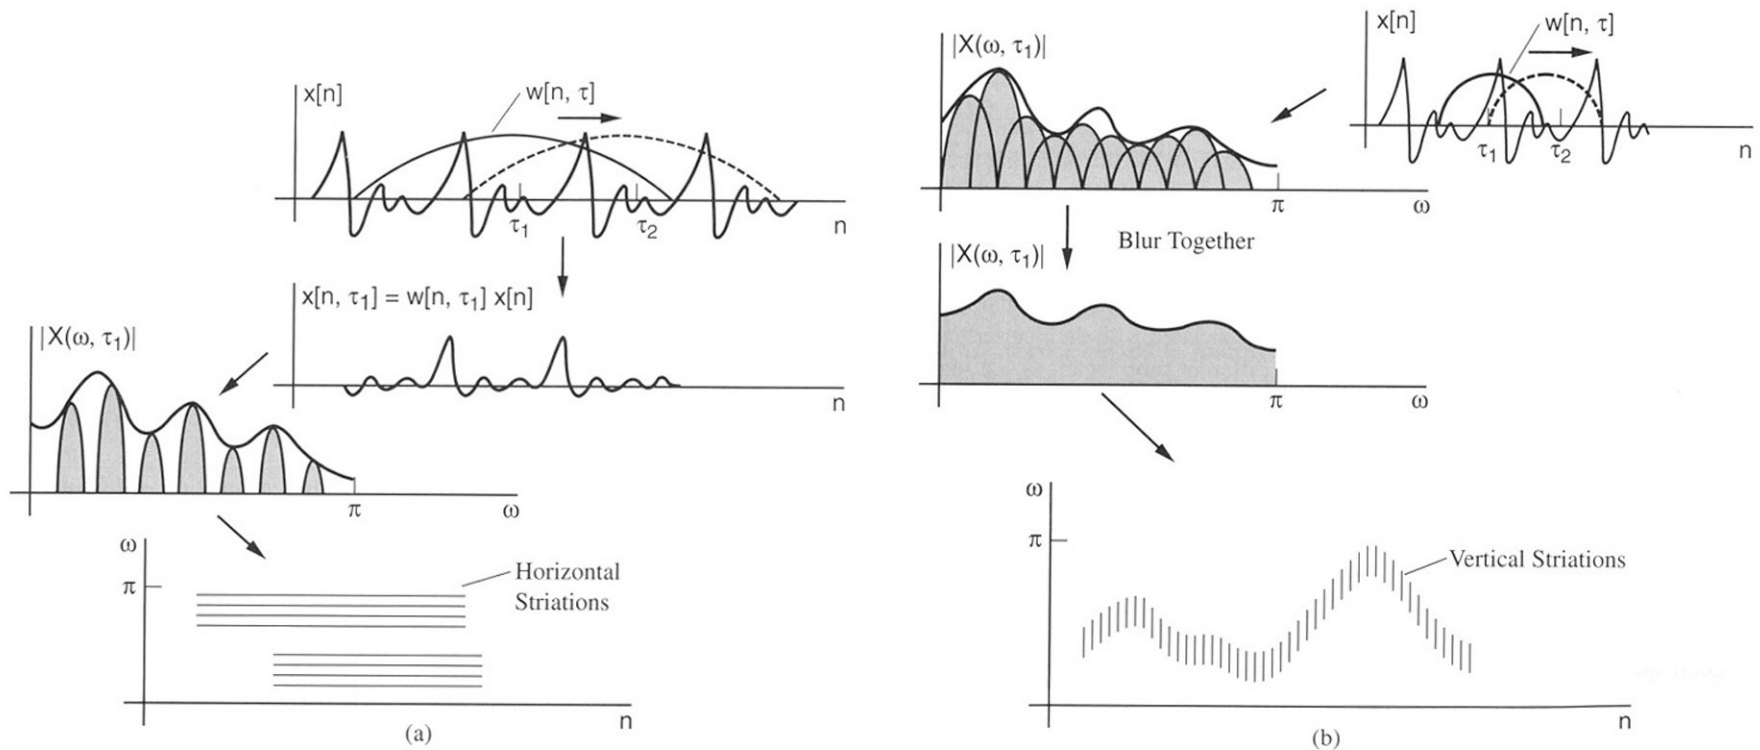 x[n]
w[n, τ]
τ1
τ2
n
x[n, τ1] = w[n, τ1] x[n]
n
|X(ω, τ1)|
π
ω
ω
π
Horizontal
Striations
n
(a)
|X(ω, τ1)|
π
ω
x[n]
w[n, τ]
τ1
τ2
n
Blur Together
|X(ω, τ1)|
π
ω
ω
π
Vertical Striations
n
(b)